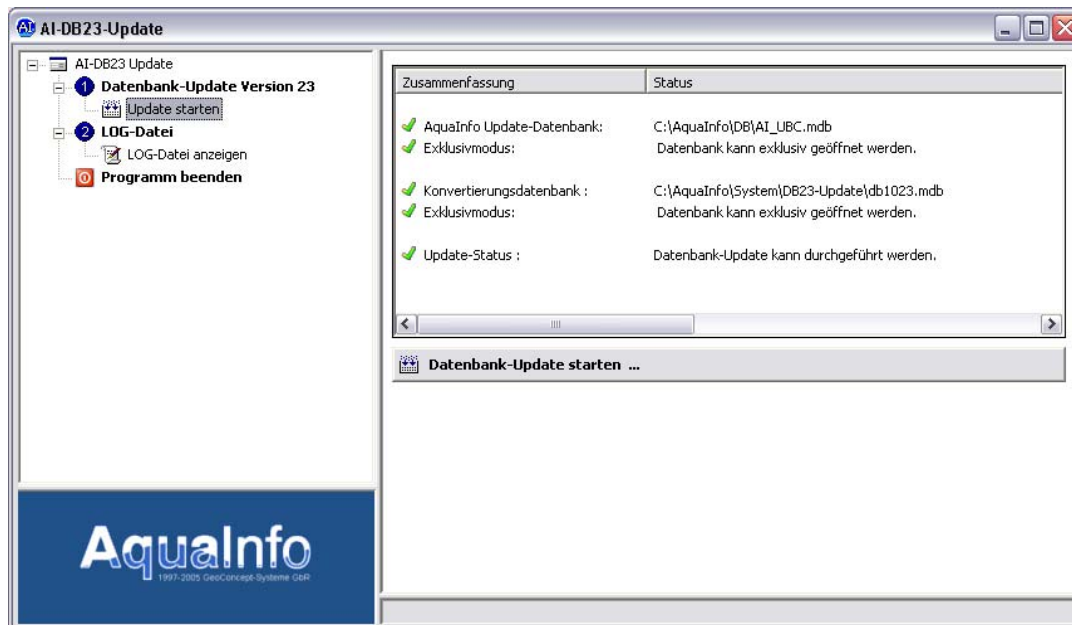 AI-DB23-Update
AI-DB23 Update
1 Datenbank-Update Version 23
Update starten
2 LOG-Datei
LOG-Datei anzeigen
Programm beenden
AquaInfo
1997-2005 GeoConcept-Systeme GbR
Zusammenfassung Status
AquaInfo Update-Datenbank: C:\AquaInfo\DB\AI_UBC.mdb
Exklusivmodus: Datenbank kann exklusiv geöffnet werden.
Konvertierungsdatenbank : C:\AquaInfo\System\DB23-Update\db1023.mdb
Exklusivmodus: Datenbank kann exklusiv geöffnet werden.
Update-Status : Datenbank-Update kann durchgeführt werden.
Datenbank-Update starten ...